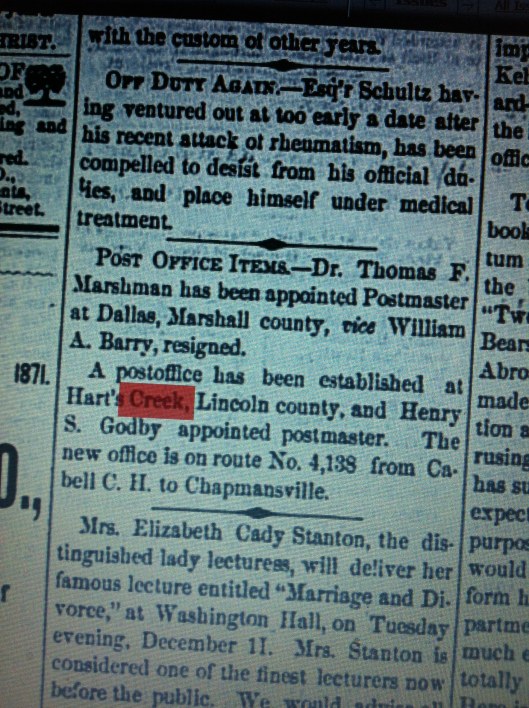 with the custom of other years.
OFF DUTY AGAIN.—Esq'r Schultz hav-
ing ventured out at too early a date after
his recent attack of rheumatism, has been
compelled to desist from his official du-
ties, and place himself under medical
treatment.
POST OFFICE ITEMS.—Dr. Thomas F.
Marshman has been appointed Postmaster
at Dallas, Marshall county, vice William
A. Barry, resigned.
A postoffice has been established at
Hart's Creek, Lincoln county, and Henry
S. Godby appointed postmaster. The
new office is on route No. 4,138 from Ca-
bell C. H. to Chapmansville.
Mrs. Elizabeth Cady Stanton, the dis-
tinguished lady lecturess, will deliver her
famous lecture entitled "Marriage and Di-
vorce," at Washington Hall, on Tuesday
evening, December 11. Mrs. Stanton is
considered one of the finest lecturers now
before the public. We would
1871.